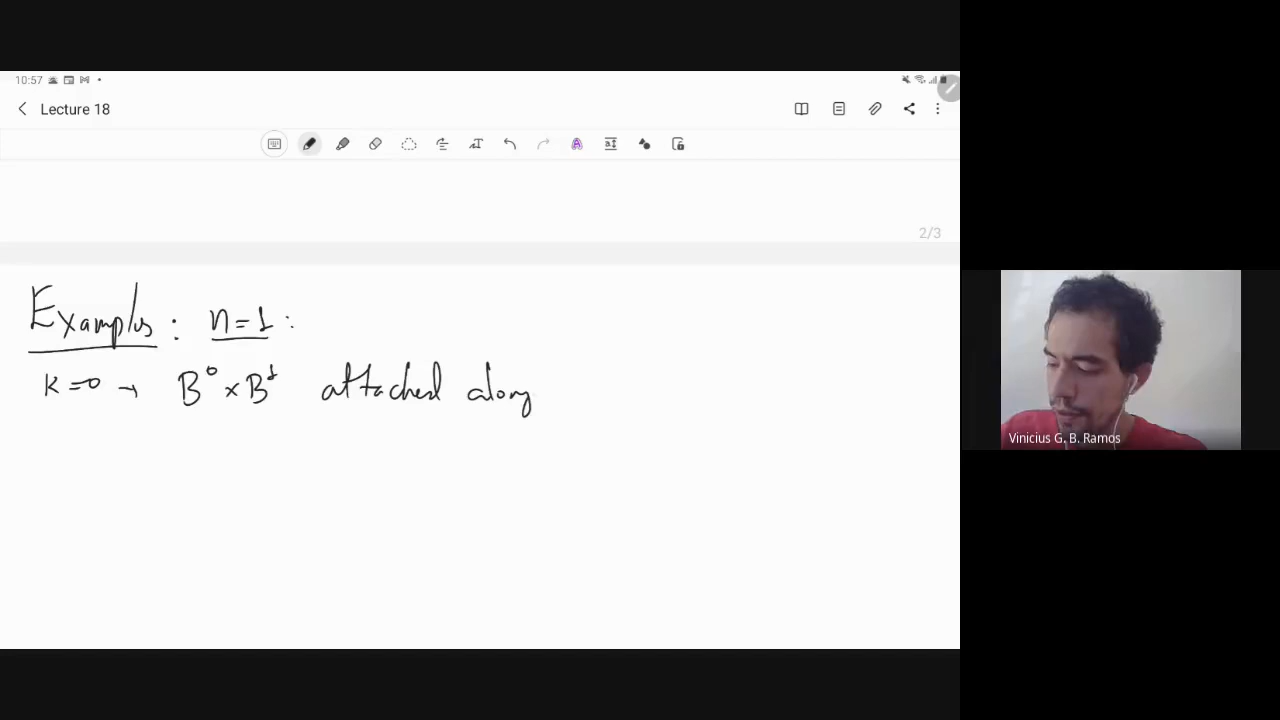 10:57
Lecture 18
2/3
Examples: n=1:
K=0 → B⁰ × B¹ attached along
Vinicius G. B. Ramos